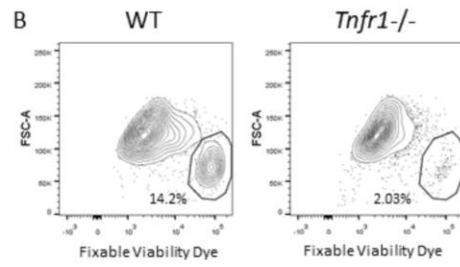 B WT Tnfr1-/-
250K 250K
200K 200K
150K 150K
100K 100K
50K 50K
0 0
FSC-A FSC-A
14.2% 2.03%
-10³ 0 10³ 10⁴ 10⁵ -10³ 0 10³ 10⁴ 10⁵
Fixable Viability Dye Fixable Viability Dye